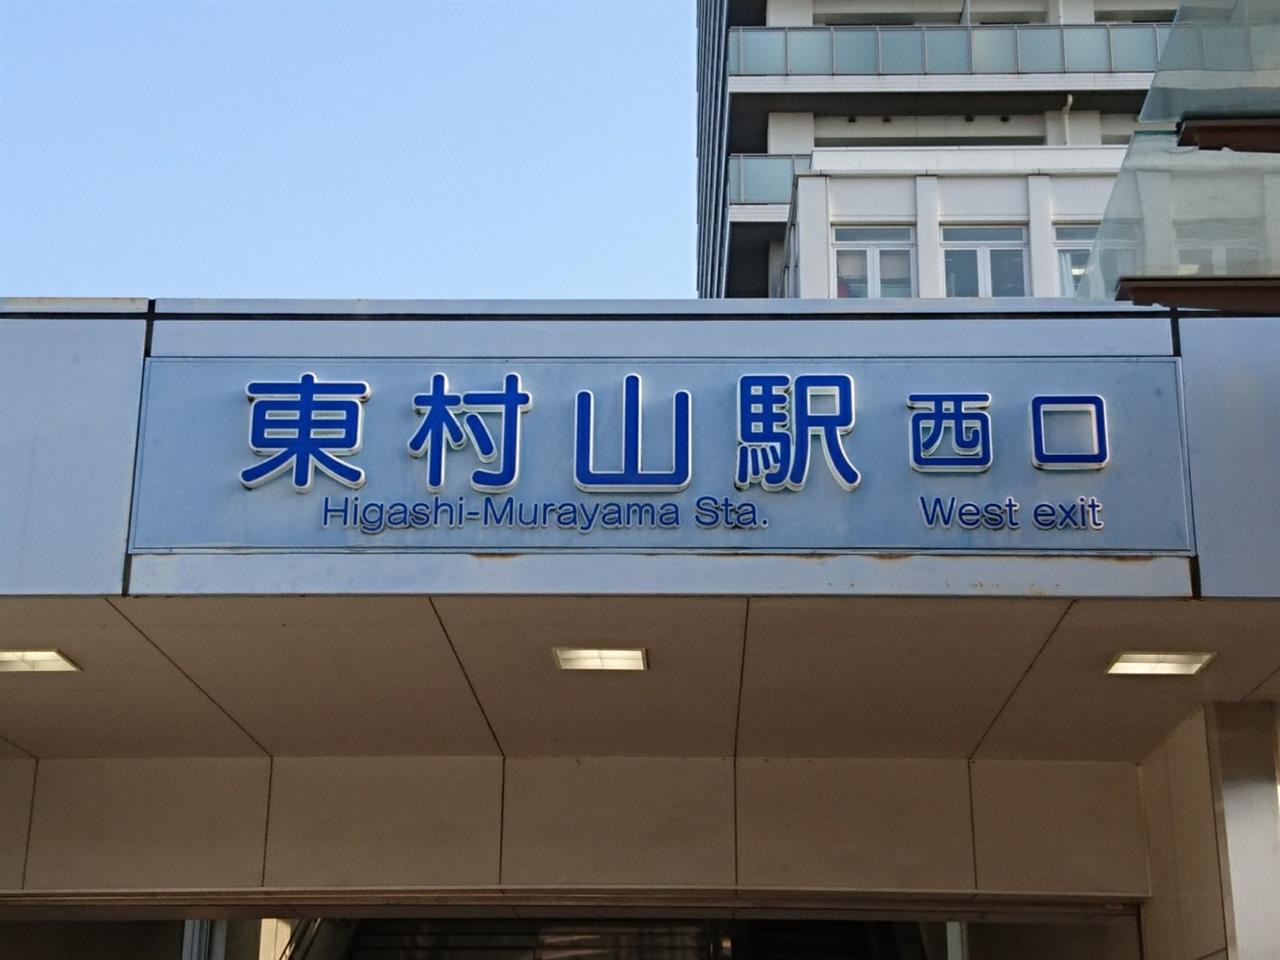 東村山駅 西口
Higashi-Murayama Sta. West exit